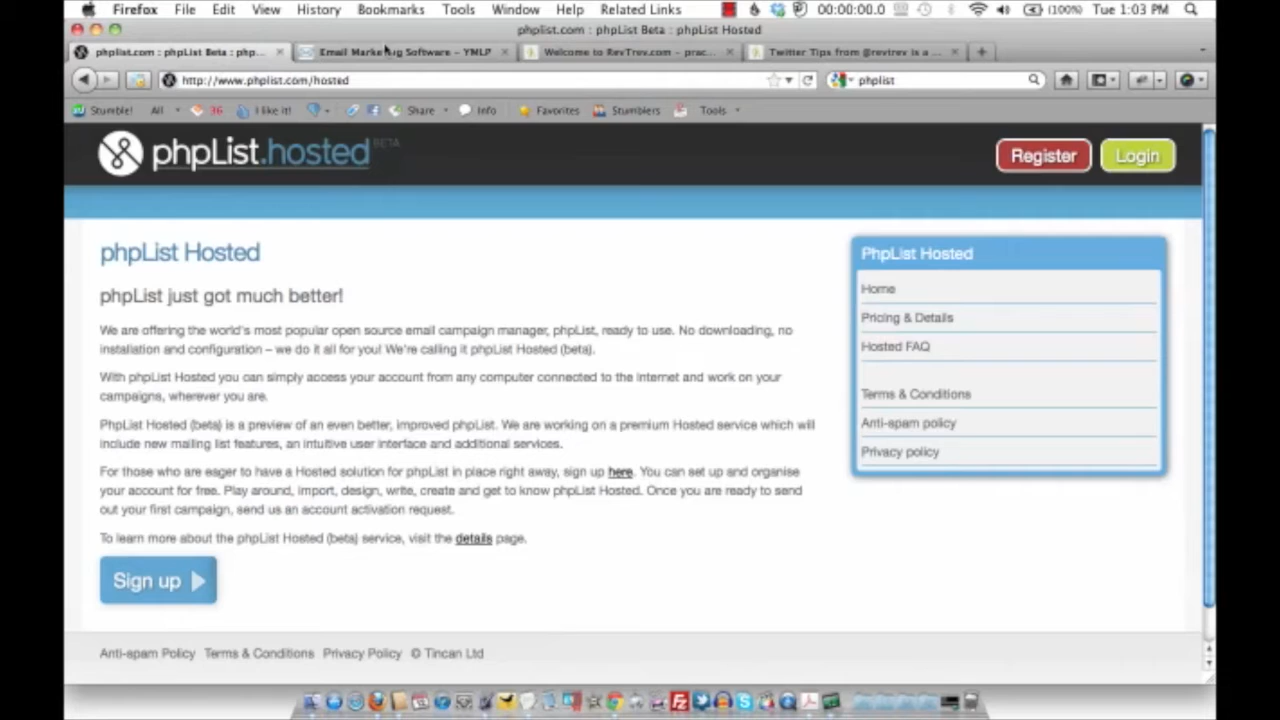 Firefox File Edit View History Bookmarks Tools Window Help Related Links 00:00:00.0 (100%) Tue 1:03 PM
phplist.com : phpList Beta : phpList Hosted
phplist.com : phpList Beta : php... Email Marketing Software – YMLP Welcome to RevTrev.com – prac... Twitter Tips from @revtrev is a ...
http://www.phplist.com/hosted phplist
Stumble! All 36 I like it! Share Info Favorites Stumblers Tools
phpList.hosted BETA
Register Login
phpList Hosted
phpList just got much better!
We are offering the world's most popular open source email campaign manager, phpList, ready to use. No downloading, no
installation and configuration – we do it all for you! We're calling it phpList Hosted (beta).
With phpList Hosted you can simply access your account from any computer connected to the internet and work on your
campaigns, wherever you are.
PhpList Hosted (beta) is a preview of an even better, improved phpList. We are working on a premium Hosted service which will
include new mailing list features, an intuitive user interface and additional services.
For those who are eager to have a Hosted solution for phpList in place right away, sign up here. You can set up and organise
your account for free. Play around, import, design, write, create and get to know phpList Hosted. Once you are ready to send
out your first campaign, send us an account activation request.
To learn more about the phpList Hosted (beta) service, visit the details page.
Sign up
PhpList Hosted
Home
Pricing & Details
Hosted FAQ
Terms & Conditions
Anti-spam policy
Privacy policy
Anti-spam Policy Terms & Conditions Privacy Policy © Tincan Ltd